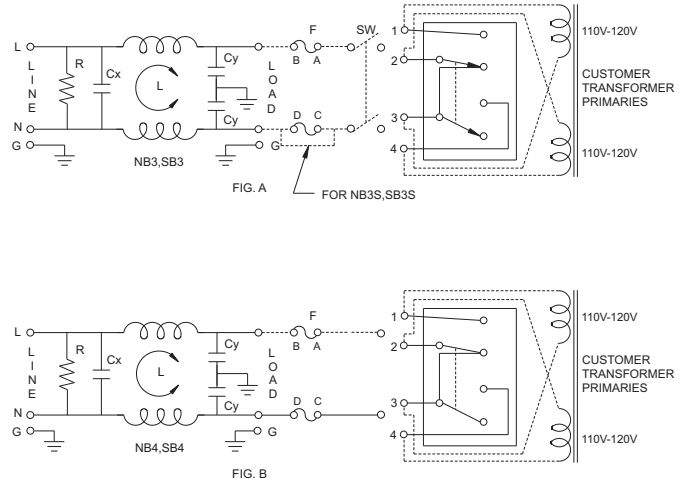 L
L
I
N
E
N
G
R
Cx
L
Cy
Cy
L
O
A
D
G
F
B A
D C
SW
1
2
3
4
110V-120V
CUSTOMER
TRANSFORMER
PRIMARIES
110V-120V
NB3,SB3
FIG. A
FOR NB3S,SB3S
L
L
I
N
E
N
G
R
Cx
L
Cy
Cy
L
O
A
D
G
F
B A
D C
1
2
3
4
110V-120V
CUSTOMER
TRANSFORMER
PRIMARIES
110V-120V
NB4,SB4
FIG. B